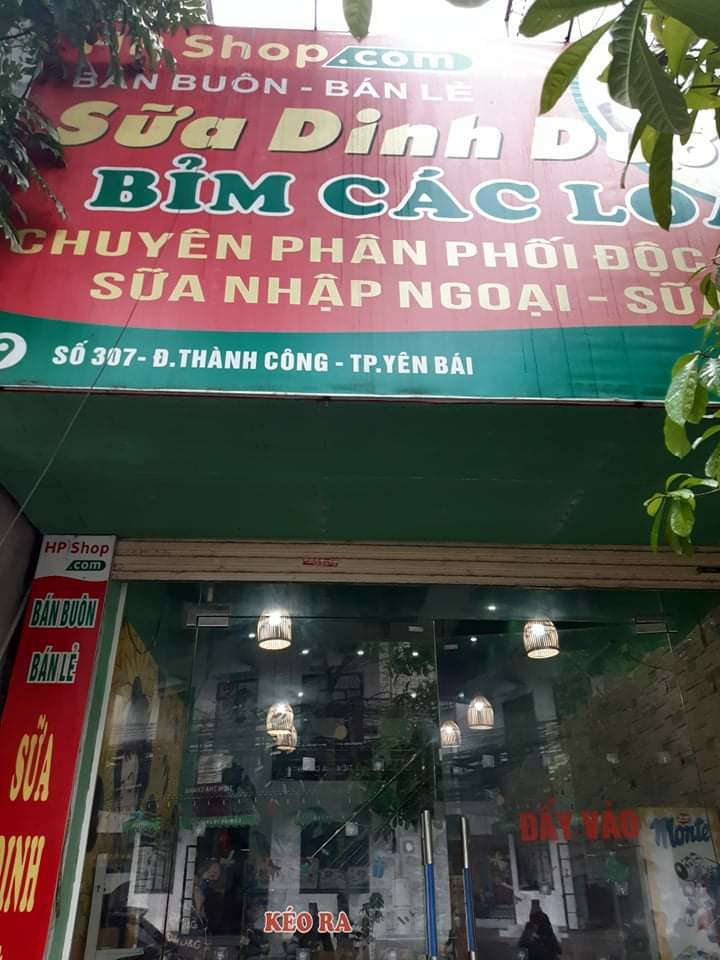 HP Shop.com
BÁN BUÔN - BÁN LẺ
Sữa Dinh
BỈM CÁC
CHUYÊN PHÂN PHỐI ĐỘC
SỮA NHẬP NGOẠI -
SỐ 307- Đ.THÀNH CÔNG - TP.YÊN BÁI
HP Shop
.com
BÁN BUÔN
BÁN LẺ
SỮA
DINH
ĐẨY VÀO
Monte
KÉO RA